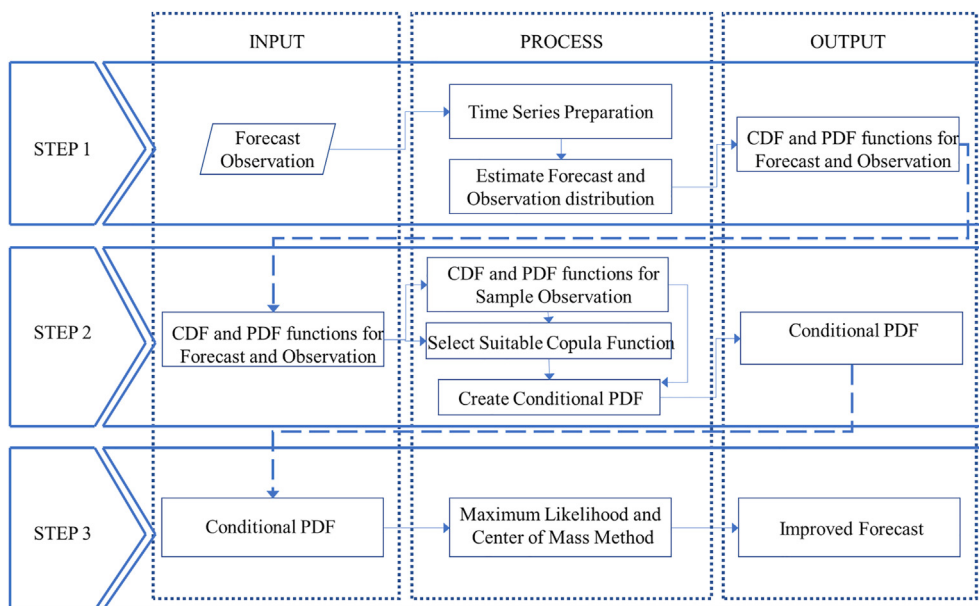 INPUT
PROCESS
OUTPUT
STEP 1
Forecast
Observation
Time Series Preparation
Estimate Forecast and
Observation distribution
CDF and PDF functions for
Forecast and Observation
STEP 2
CDF and PDF functions for
Forecast and Observation
CDF and PDF functions for
Sample Observation
Select Suitable Copula Function
Create Conditional PDF
Conditional PDF
STEP 3
Conditional PDF
Maximum Likelihood and
Center of Mass Method
Improved Forecast